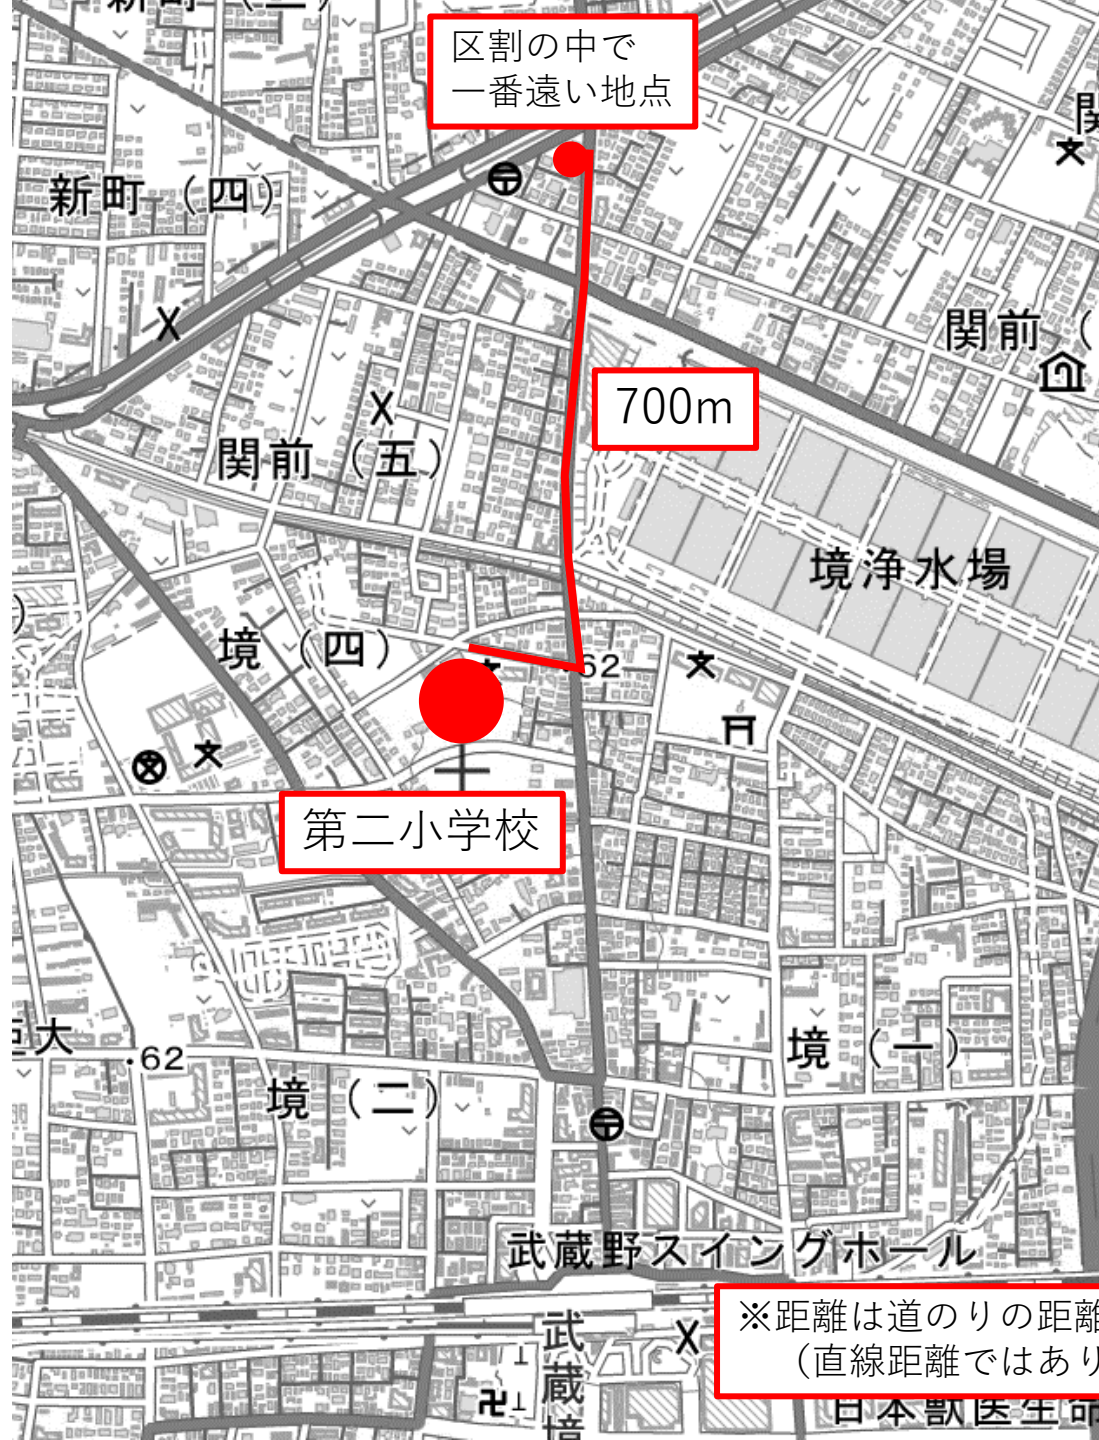 区割の中で
一番遠い地点
新町（四）
関前（
700m
関前（五）
境浄水場
境（四）
62
第二小学校
境（一）
・62
境（二）
武蔵野スイングホール
※距離は道のりの距離
（直線距離ではあり
武蔵境
日本獣医生命